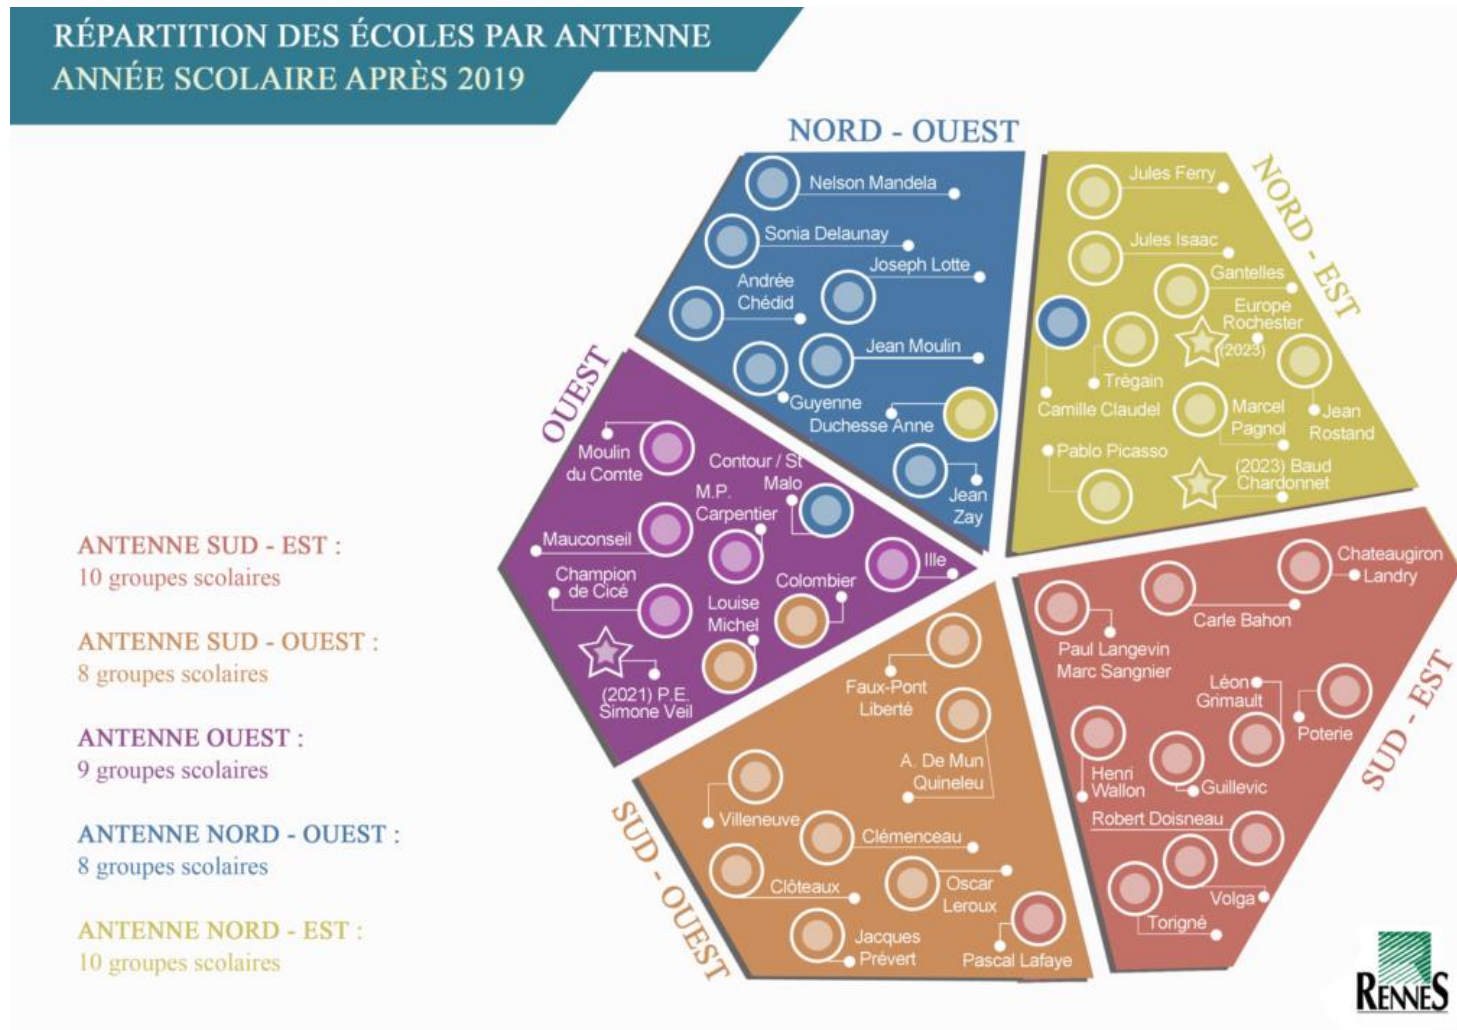 RÉPARTITION DES ÉCOLES PAR ANTENNE
ANNÉE SCOLAIRE APRÈS 2019
NORD - OUEST
Nelson Mandela
Sonia Delaunay
Joseph Lotte
Andrée
Chédid
Jean Moulin
Guyenne
Duchesse Anne
Jean
Zay
NORD - EST
Jules Ferry
Jules Isaac
Gantelles
Europe
Rochester
(2023)
Trégain
Camille Claudel
Marcel
Pagnol
Jean
Rostand
Pablo Picasso
(2023) Baud
Chardonnet
OUEST
Moulin
du Comte
Contour / St
Malo
M.P.
Carpentier
Mauconseil
Ille
Champion
de Cicé
Colombier
Louise
Michel
(2021) P.E.
Simone Veil
SUD - EST
Chateaugiron
Landry
Carle Bahon
Paul Langevin
Marc Sangnier
Léon
Grimault
Poterie
Henri
Wallon
Guillevic
Robert Doisneau
Volga
Torigné
SUD - OUEST
Faux-Pont
Liberté
A. De Mun
Quineleu
Villeneuve
Clémenceau
Clôteaux
Oscar
Leroux
Jacques
Prévert
Pascal Lafaye
ANTENNE SUD - EST :
10 groupes scolaires
ANTENNE SUD - OUEST :
8 groupes scolaires
ANTENNE OUEST :
9 groupes scolaires
ANTENNE NORD - OUEST :
8 groupes scolaires
ANTENNE NORD - EST :
10 groupes scolaires
RENNES